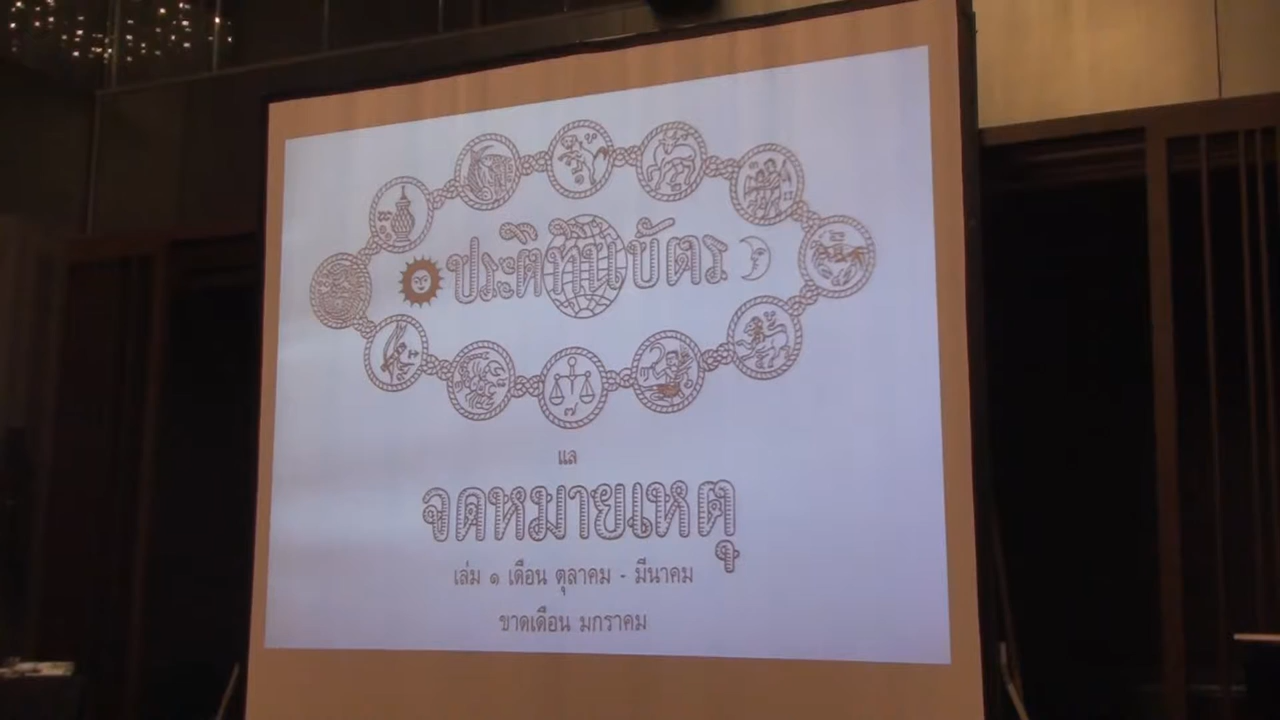 ประติทินบัตร
แล
จดหมายเหตุ
เล่ม ๑ เดือน ตุลาคม - มีนาคม
ขาดเดือน มกราคม
๗